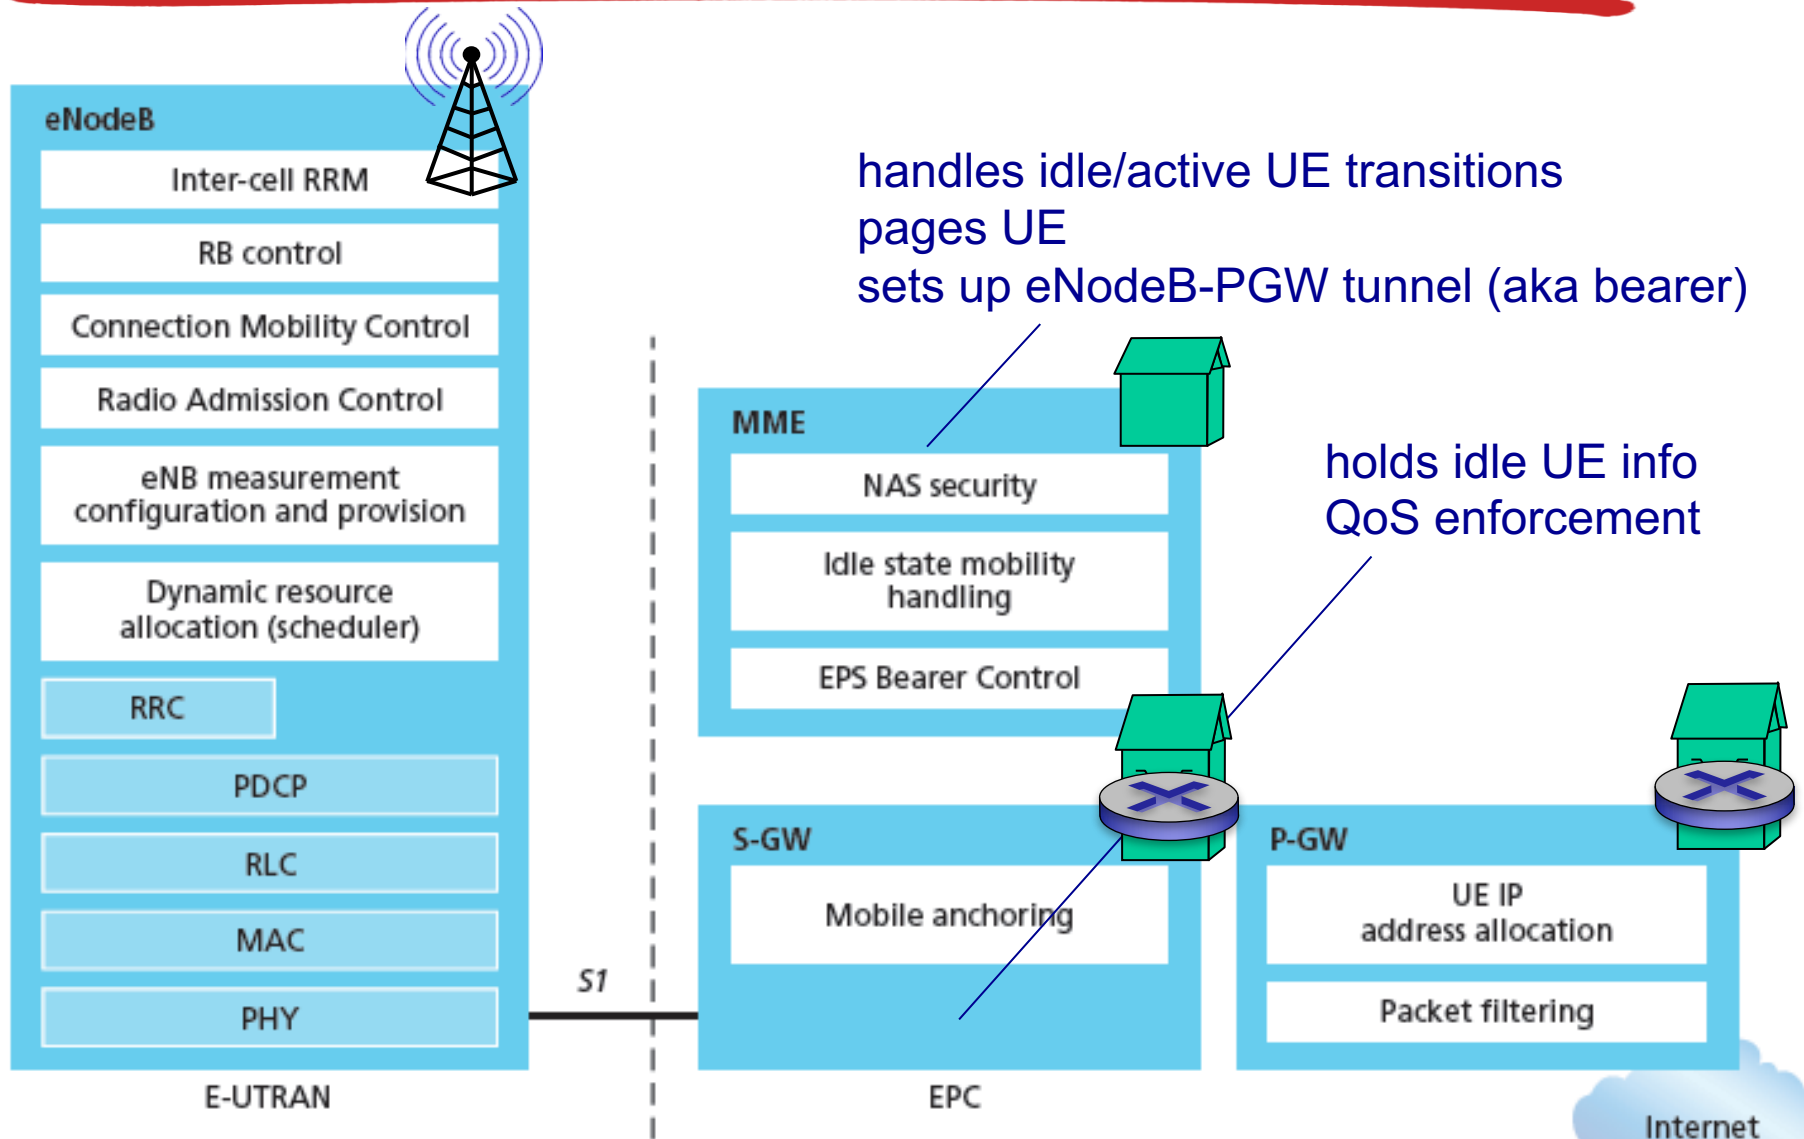 eNodeB
Inter-cell RRM
RB control
Connection Mobility Control
Radio Admission Control
eNB measurement
configuration and provision
Dynamic resource
allocation (scheduler)
RRC
PDCP
RLC
MAC
PHY
E-UTRAN
S1
handles idle/active UE transitions
pages UE
sets up eNodeB-PGW tunnel (aka bearer)
MME
NAS security
Idle state mobility
handling
EPS Bearer Control
holds idle UE info
QoS enforcement
S-GW
Mobile anchoring
EPC
P-GW
UE IP
address allocation
Packet filtering
Internet